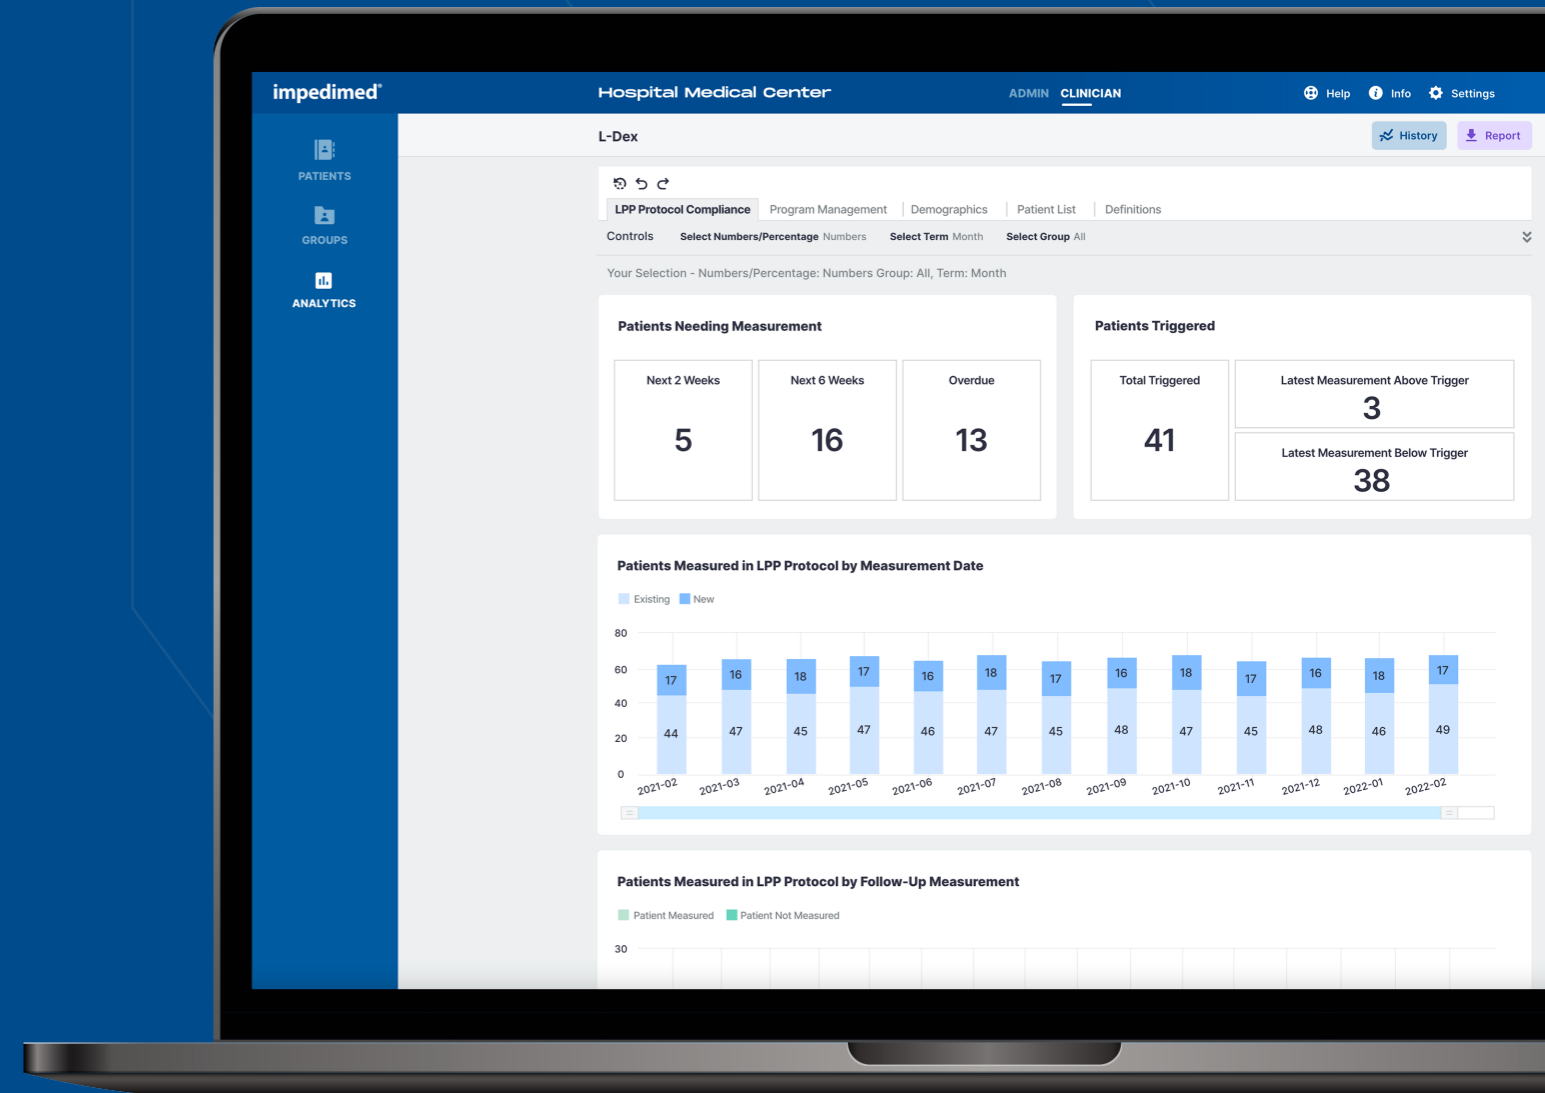 impedimed®
Hospital Medical Center
ADMIN CLINICIAN
Help Info Settings
PATIENTS
GROUPS
ANALYTICS
L-Dex
History Report
LPP Protocol Compliance Program Management Demographics Patient List Definitions
Controls Select Numbers/Percentage Numbers Select Term Month Select Group All
Your Selection - Numbers/Percentage: Numbers Group: All, Term: Month
Patients Needing Measurement
Next 2 Weeks Next 6 Weeks Overdue
5 16 13
Patients Triggered
Total Triggered
41
Latest Measurement Above Trigger
3
Latest Measurement Below Trigger
38
Patients Measured in LPP Protocol by Measurement Date
Existing New
80
60
40
20
0
17 16 18 17 16 18 17 16 18 17 16 18 17
44 47 45 47 46 47 45 48 47 45 48 46 49
2021-02 2021-03 2021-04 2021-05 2021-06 2021-07 2021-08 2021-09 2021-10 2021-11 2021-12 2022-01 2022-02
Patients Measured in LPP Protocol by Follow-Up Measurement
Patient Measured Patient Not Measured
30